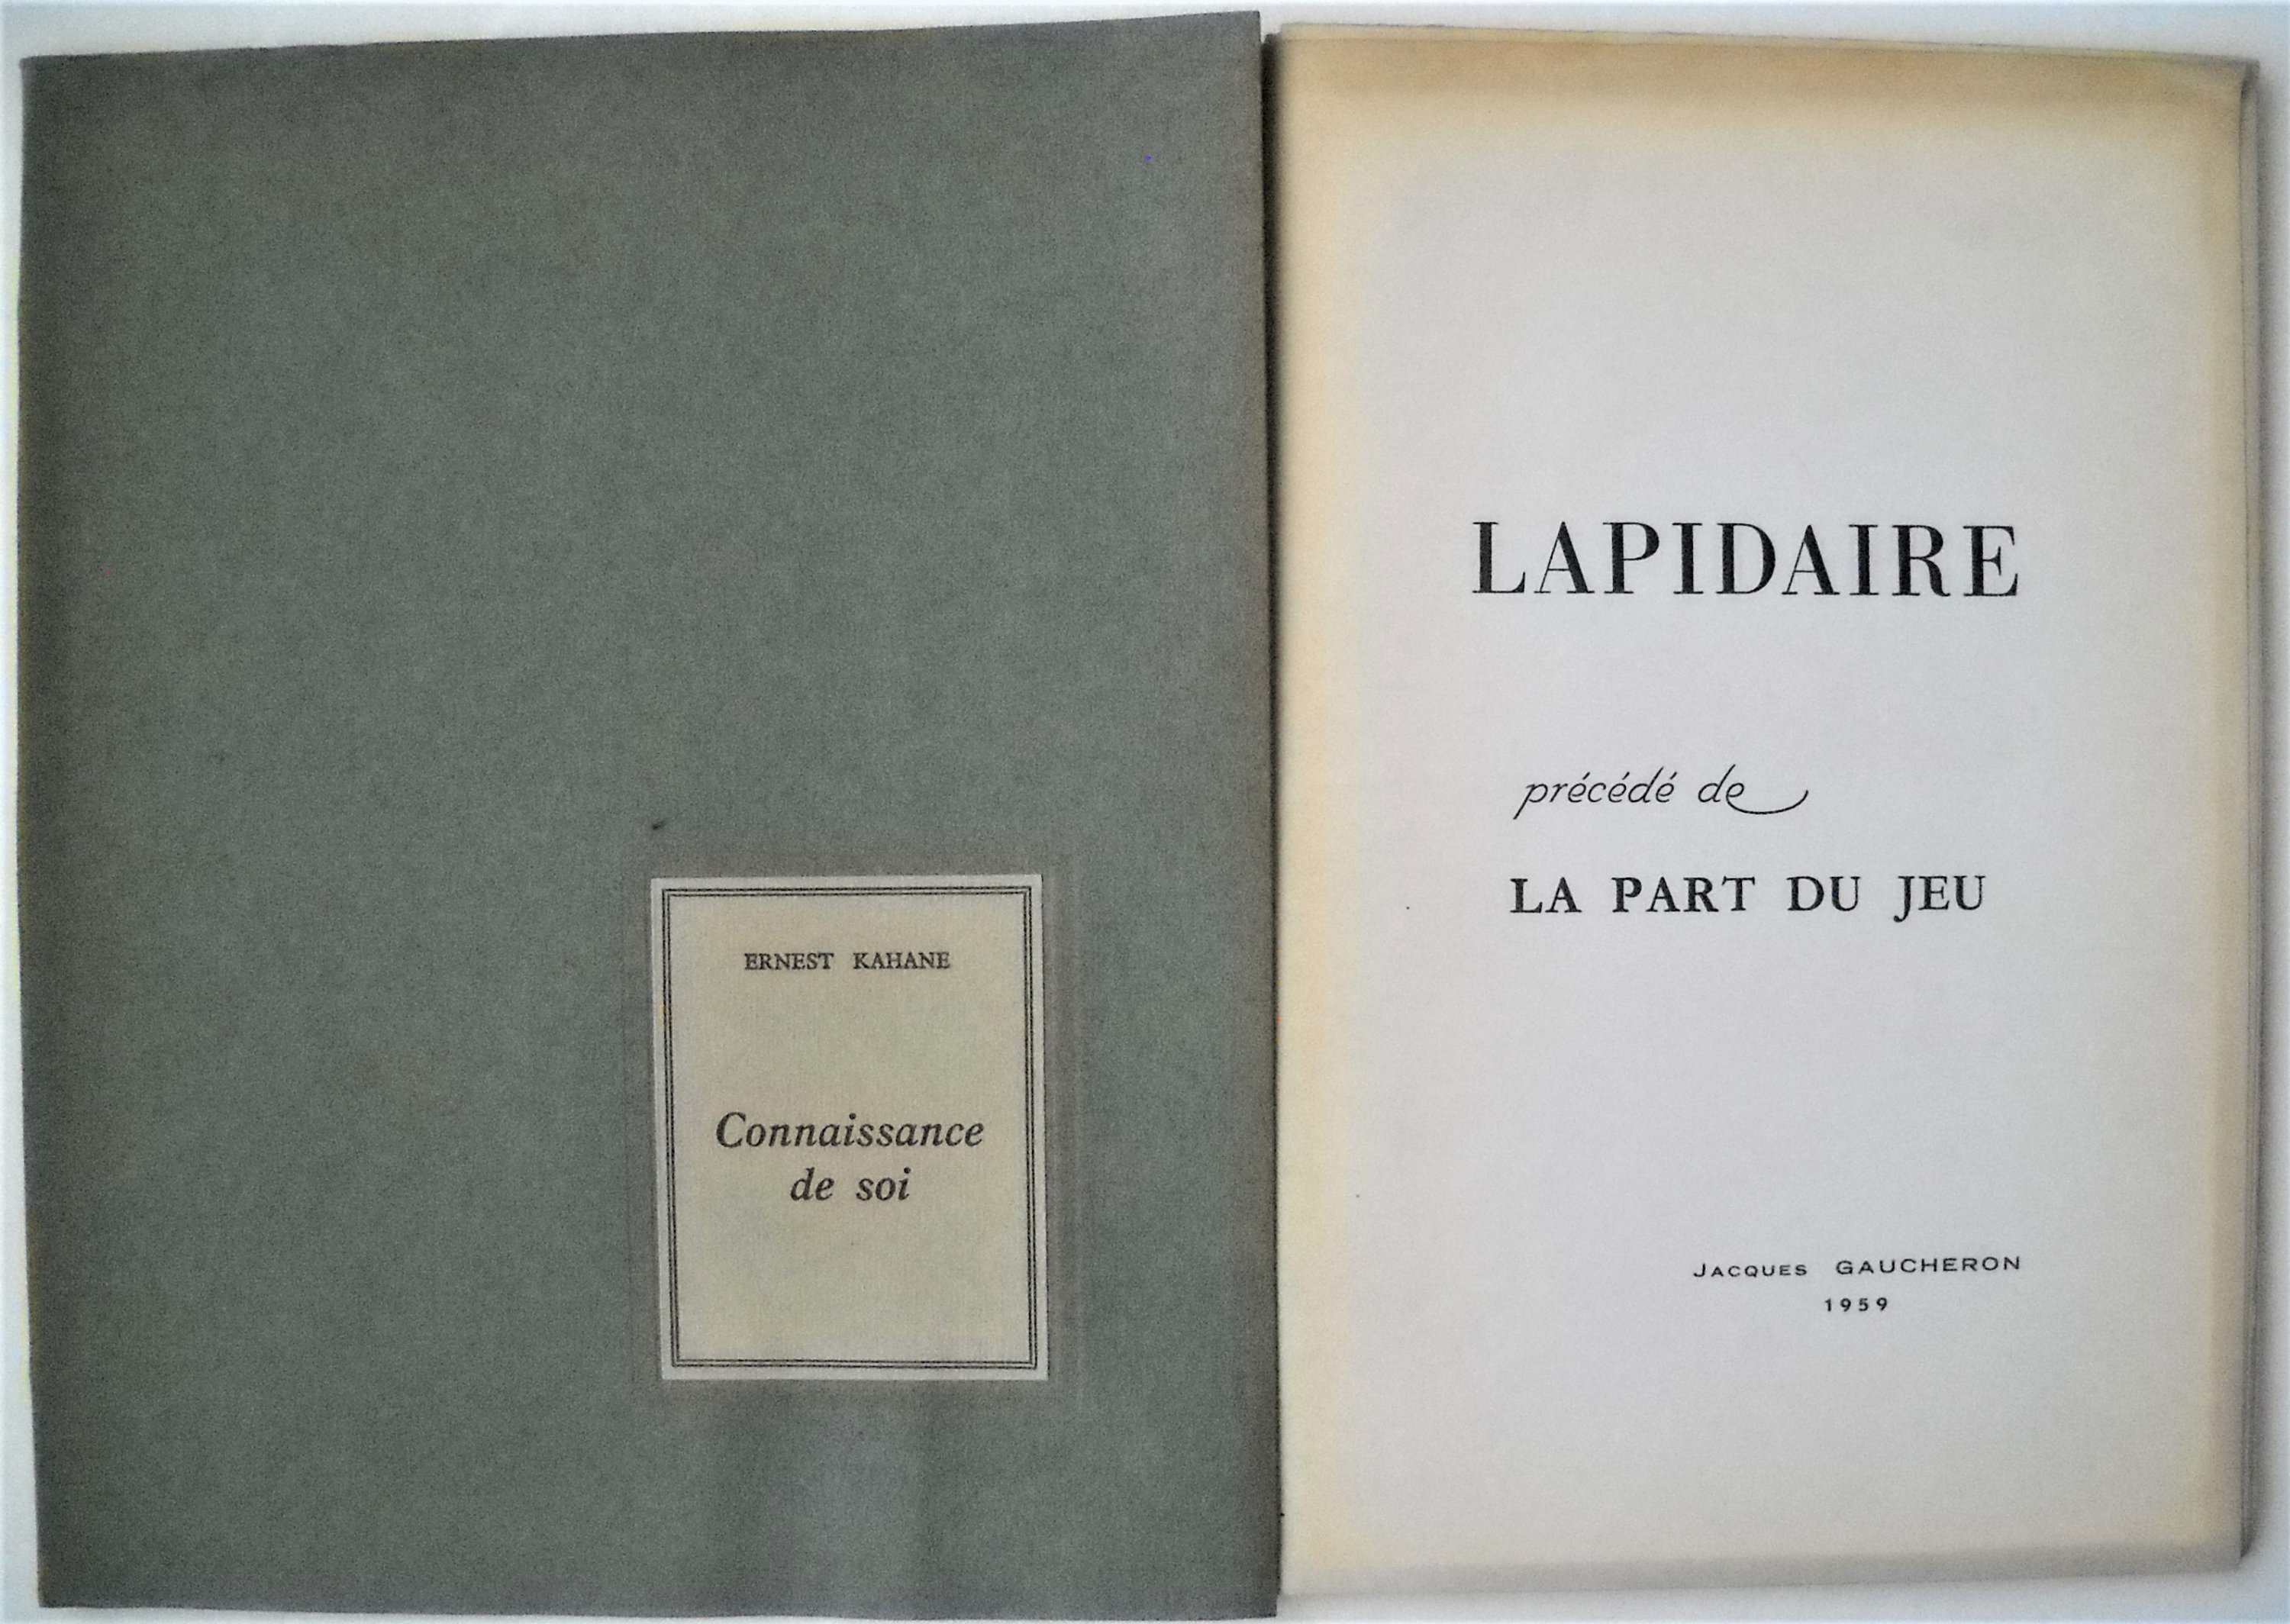 ERNEST KAHANE
Connaissance
de soi
LAPIDAIRE
précédé de
LA PART DU JEU
JACQUES GAUCHERON
1959